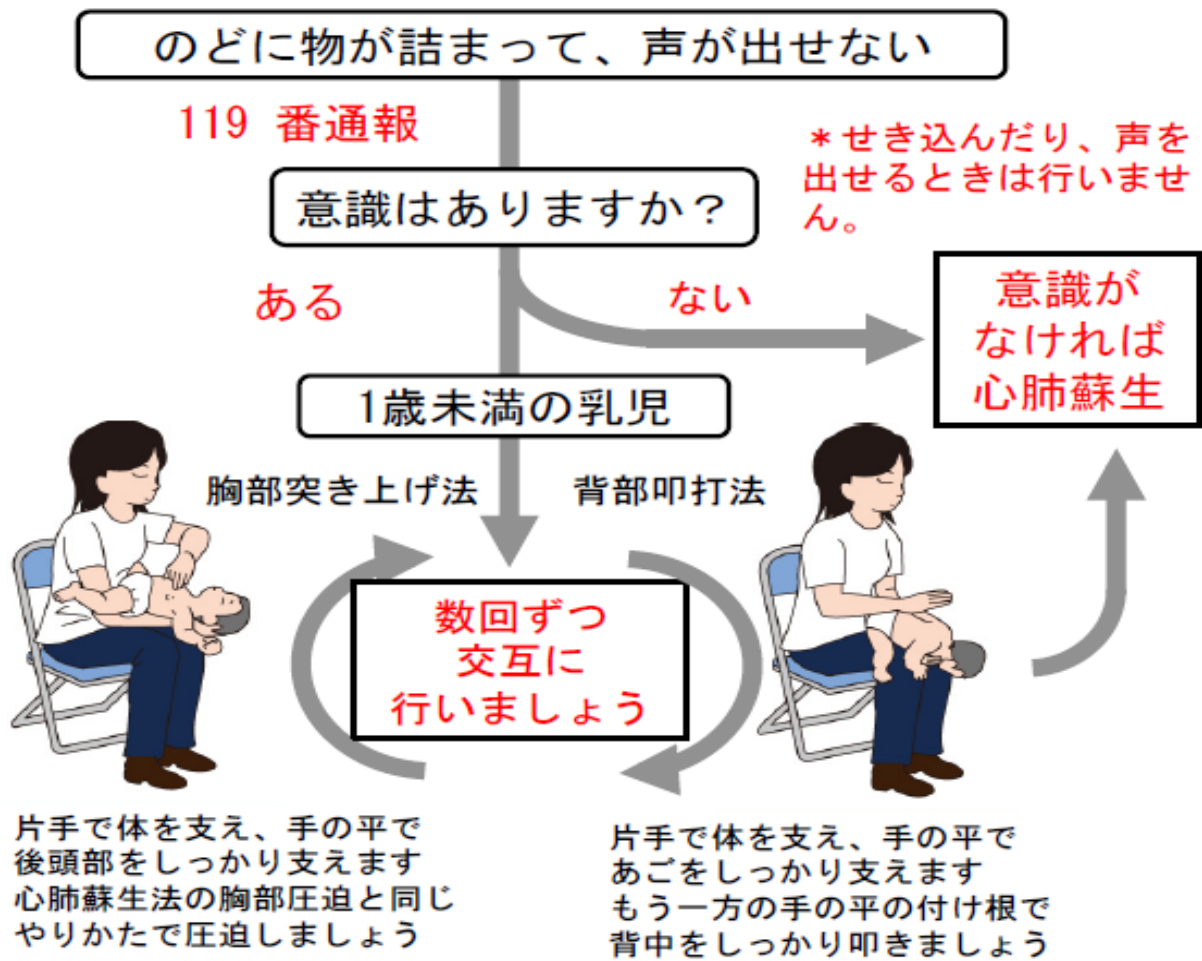 のどに物が詰まって、声が出せない
119 番通報
＊せき込んだり、声を
出せるときは行いませ
ん。
意識はありますか？
ある
ない
意識が
なければ
心肺蘇生
1歳未満の乳児
胸部突き上げ法
背部叩打法
数回ずつ
交互に
行いましょう
片手で体を支え、手の平で
後頭部をしっかり支えます
心肺蘇生法の胸部圧迫と同じ
やりかたで圧迫しましょう
片手で体を支え、手の平で
あごをしっかり支えます
もう一方の手の平の付け根で
背中をしっかり叩きましょう